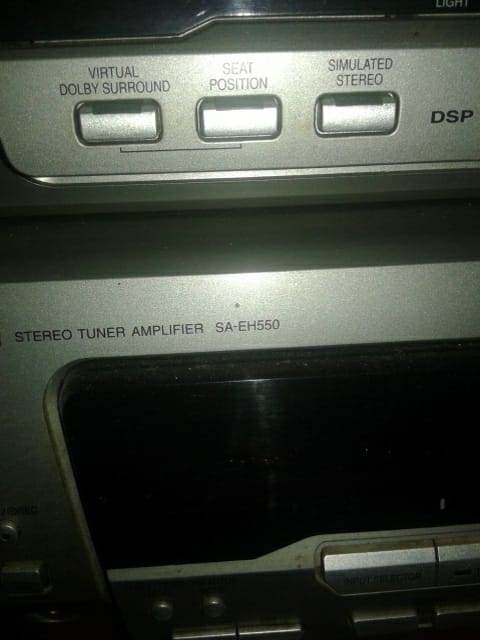 LIGHT
VIRTUAL
DOLBY SURROUND
SEAT
POSITION
SIMULATED
STEREO
DSP
STEREO TUNER AMPLIFIER SA-EH550
INPUT SELECTOR